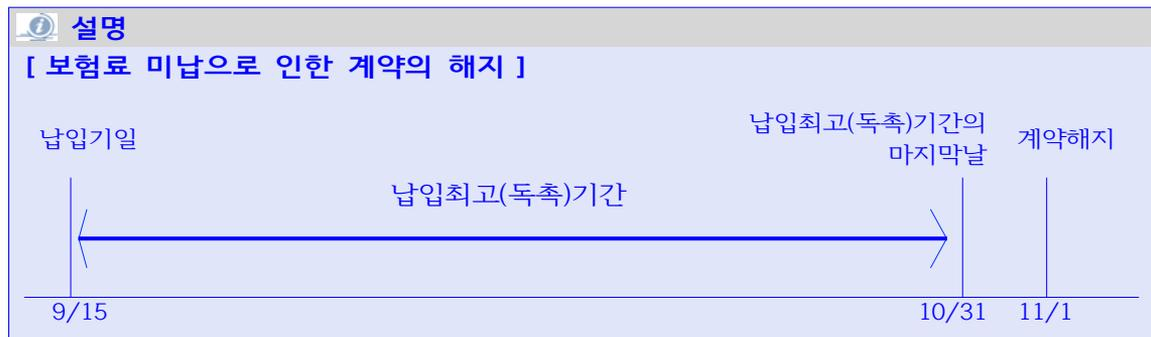 설명
[ 보험료 미납으로 인한 계약의 해지 ]
납입기일
납입최고(독촉)기간의
마지막날
계약해지
납입최고(독촉)기간
9/15
10/31
11/1